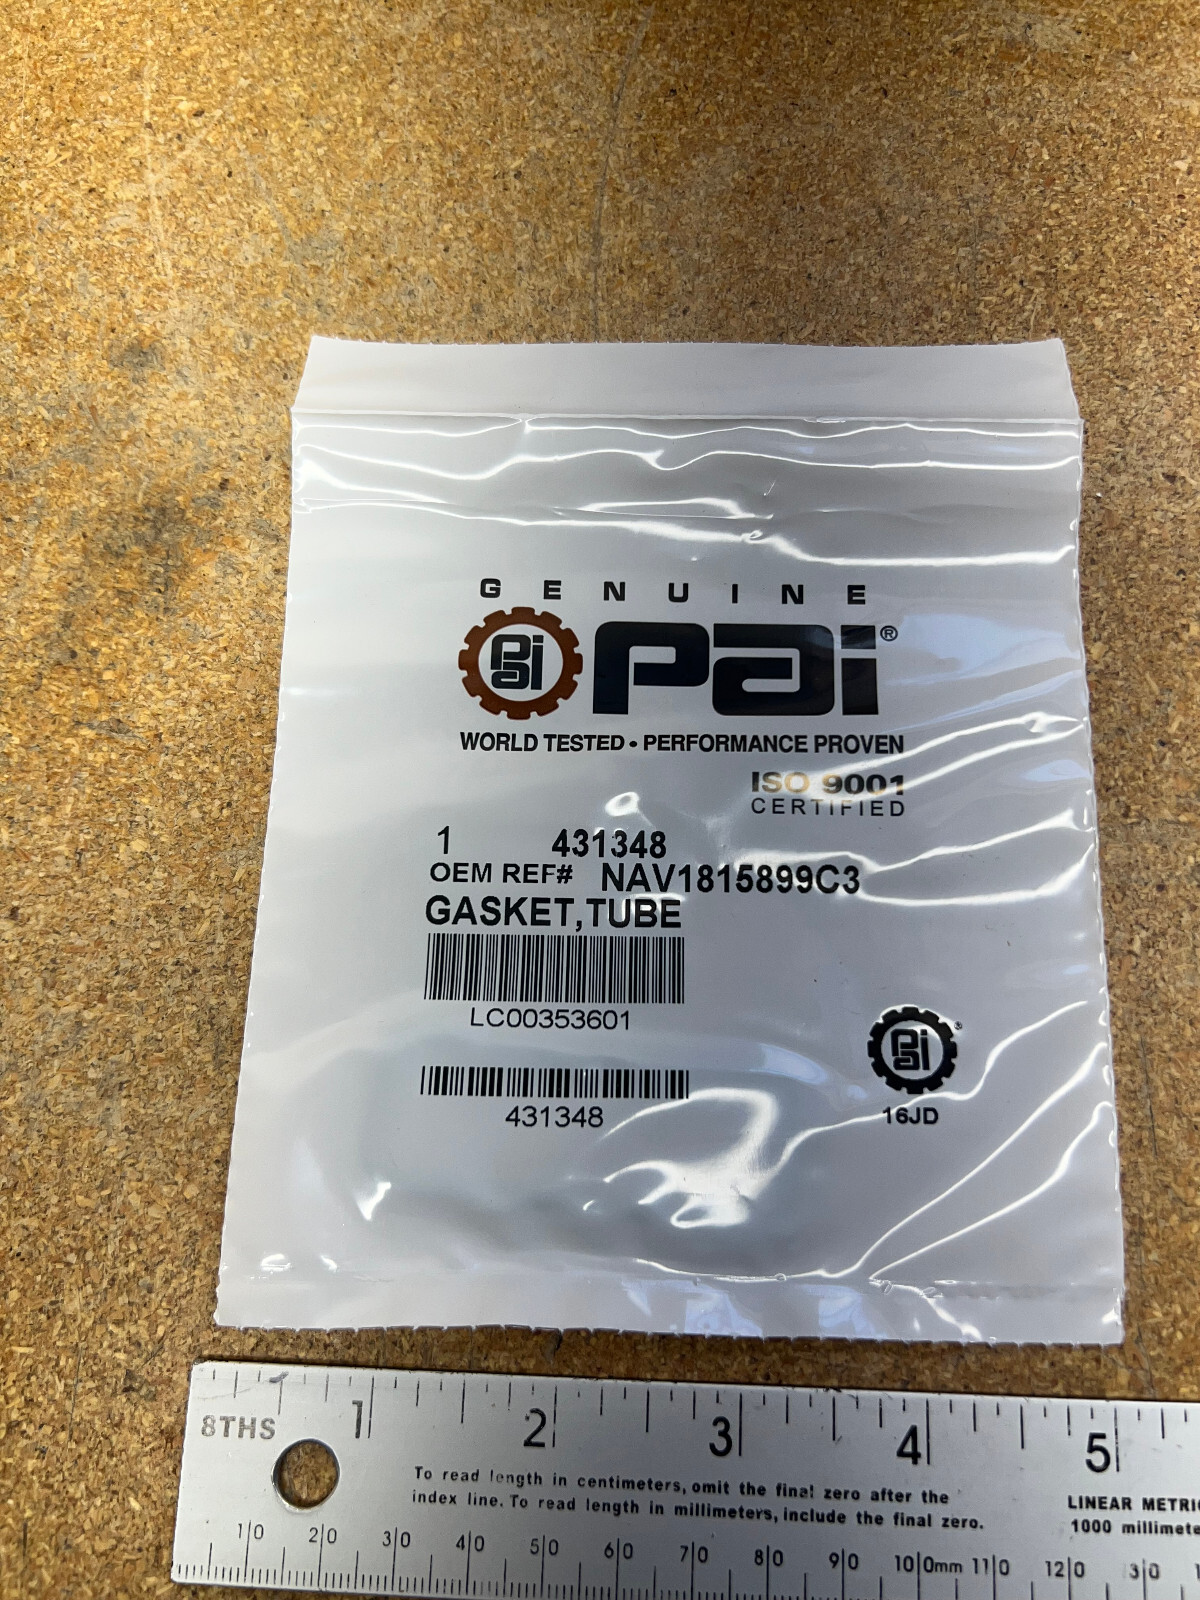 GENUINE
pai pai®
WORLD TESTED • PERFORMANCE PROVEN
ISO 9001
CERTIFIED
1 431348
OEM REF# NAV1815899C3
GASKET,TUBE
LC00353601
pai®
431348
16JD
8THS 1 2 3 4 5
To read length in centimeters, omit the final zero after the
index line. To read length in millimeters, include the final zero.
LINEAR METRIC
1000 millimete
10 20 30 40 50 60 70 80 90 100mm 110 120 30